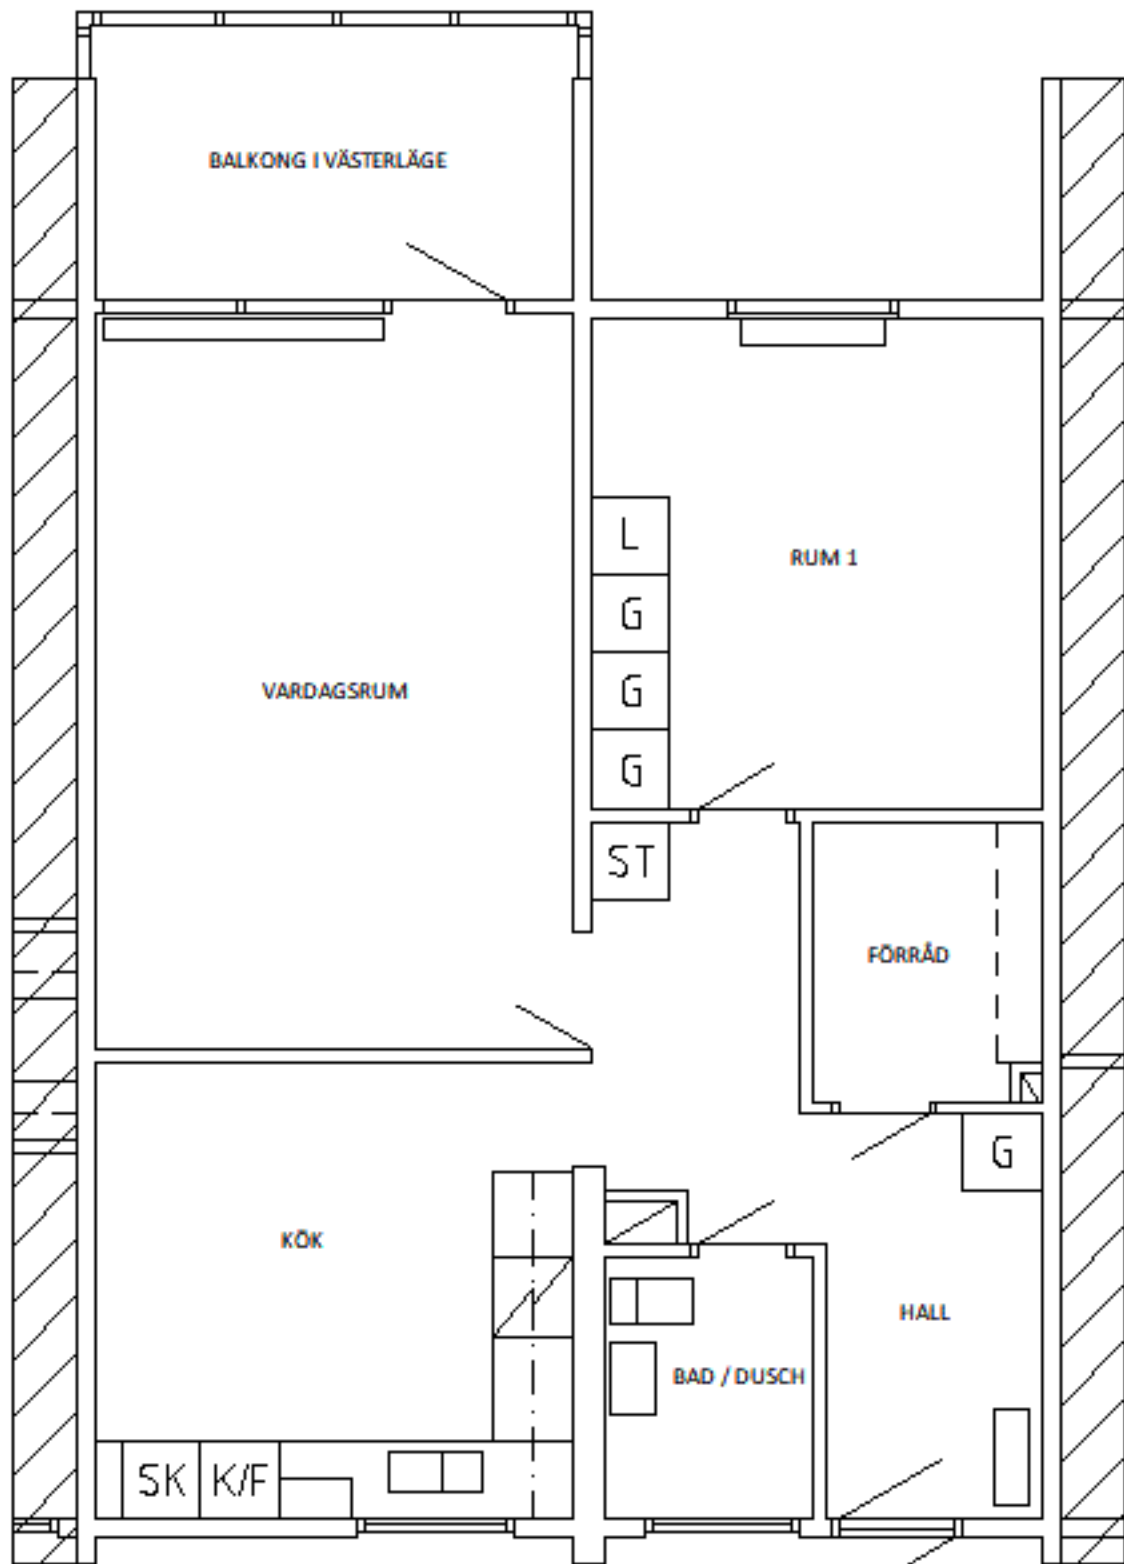 BALKONG I VÄSTERLÄGE
L
RUM 1
G
G
VARDAGSRUM
G
ST
FÖRRÅD
G
KÖK
HALL
BAD / DUSCH
SK
K/F